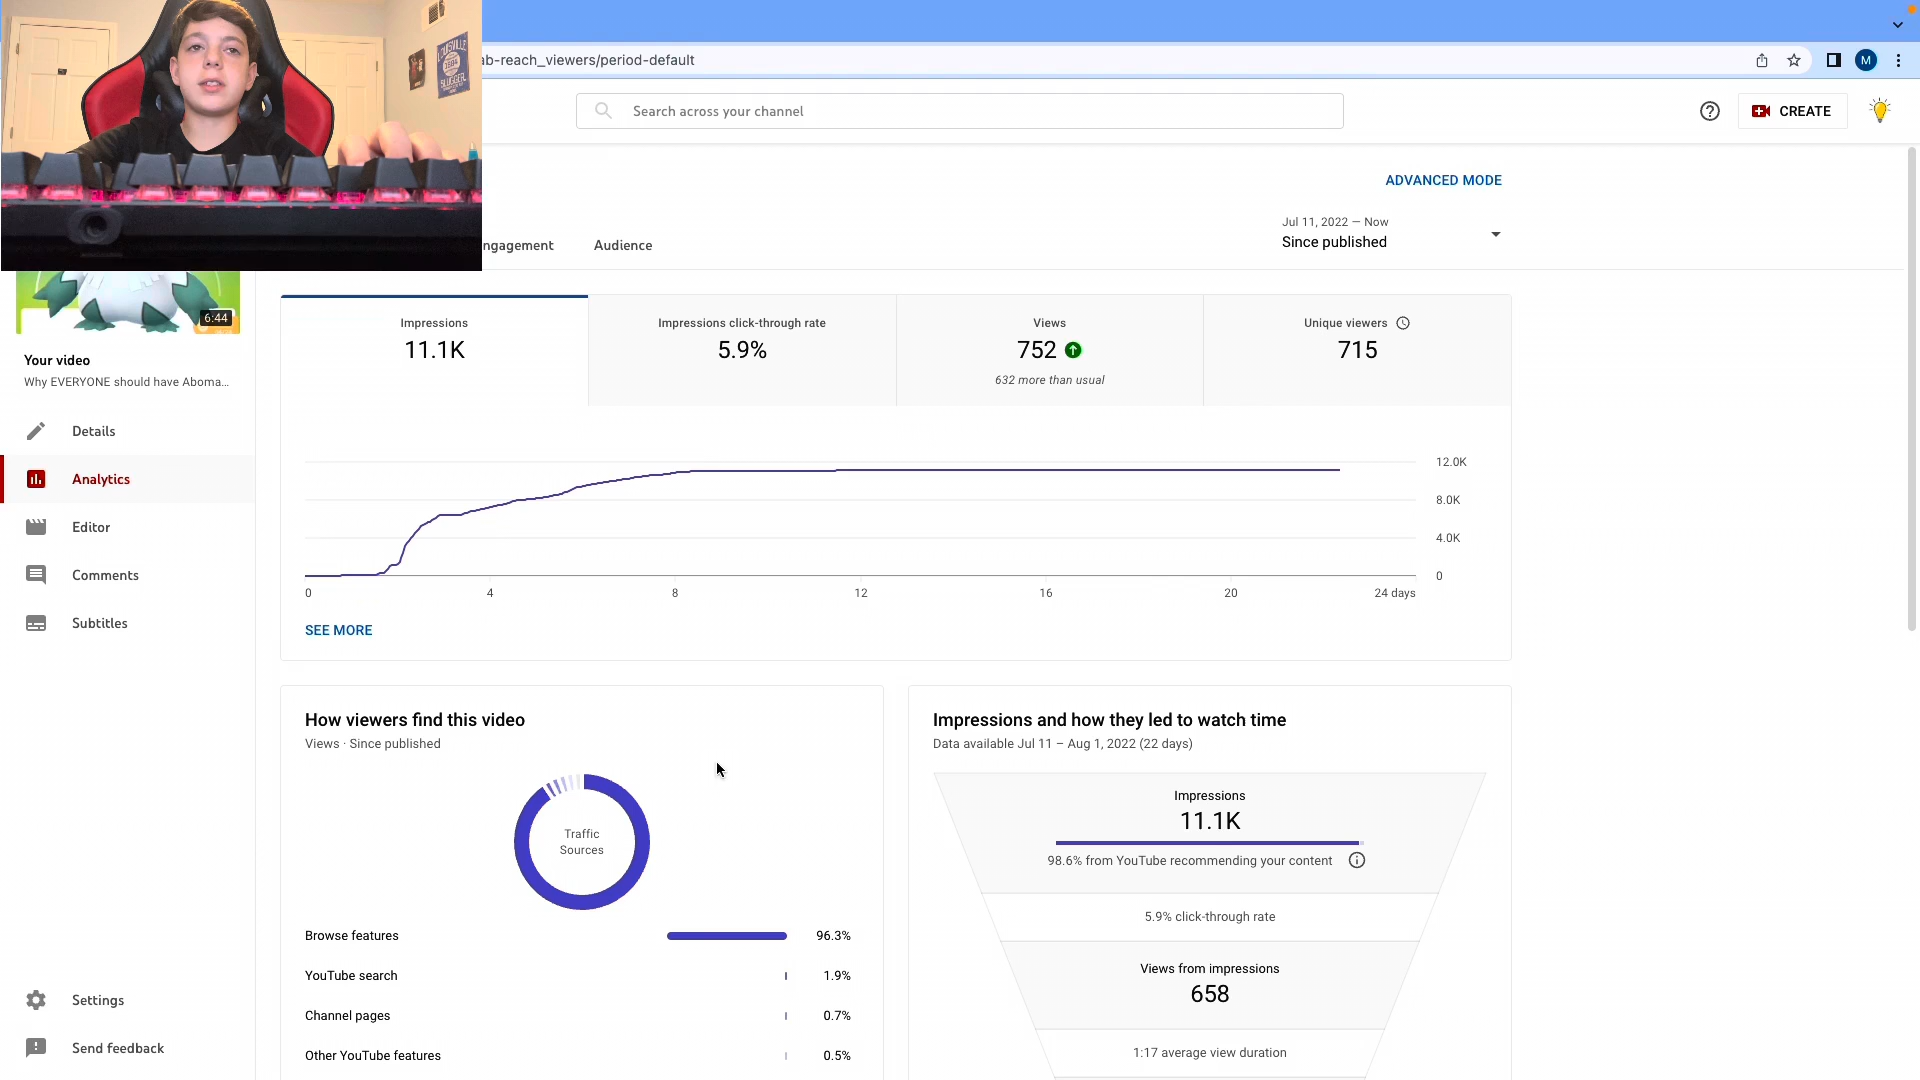 ab-reach_viewers/period-default
M
Search across your channel
CREATE
LOUISVILLE
1884
SLUGGER
ADVANCED MODE
ngagement
Audience
Jul 11, 2022 – Now
Since published
6:44
Your video
Why EVERYONE should have Aboma...
Details
Analytics
Editor
Comments
Subtitles
Settings
Send feedback
Impressions
11.1K
Impressions click-through rate
5.9%
Views
752
632 more than usual
Unique viewers
715
12.0K
8.0K
4.0K
0
0
4
8
12
16
20
24 days
SEE MORE
How viewers find this video
Views · Since published
Traffic
Sources
Browse features
96.3%
YouTube search
1.9%
Channel pages
0.7%
Other YouTube features
0.5%
Impressions and how they led to watch time
Data available Jul 11 – Aug 1, 2022 (22 days)
Impressions
11.1K
98.6% from YouTube recommending your content
5.9% click-through rate
Views from impressions
658
1:17 average view duration